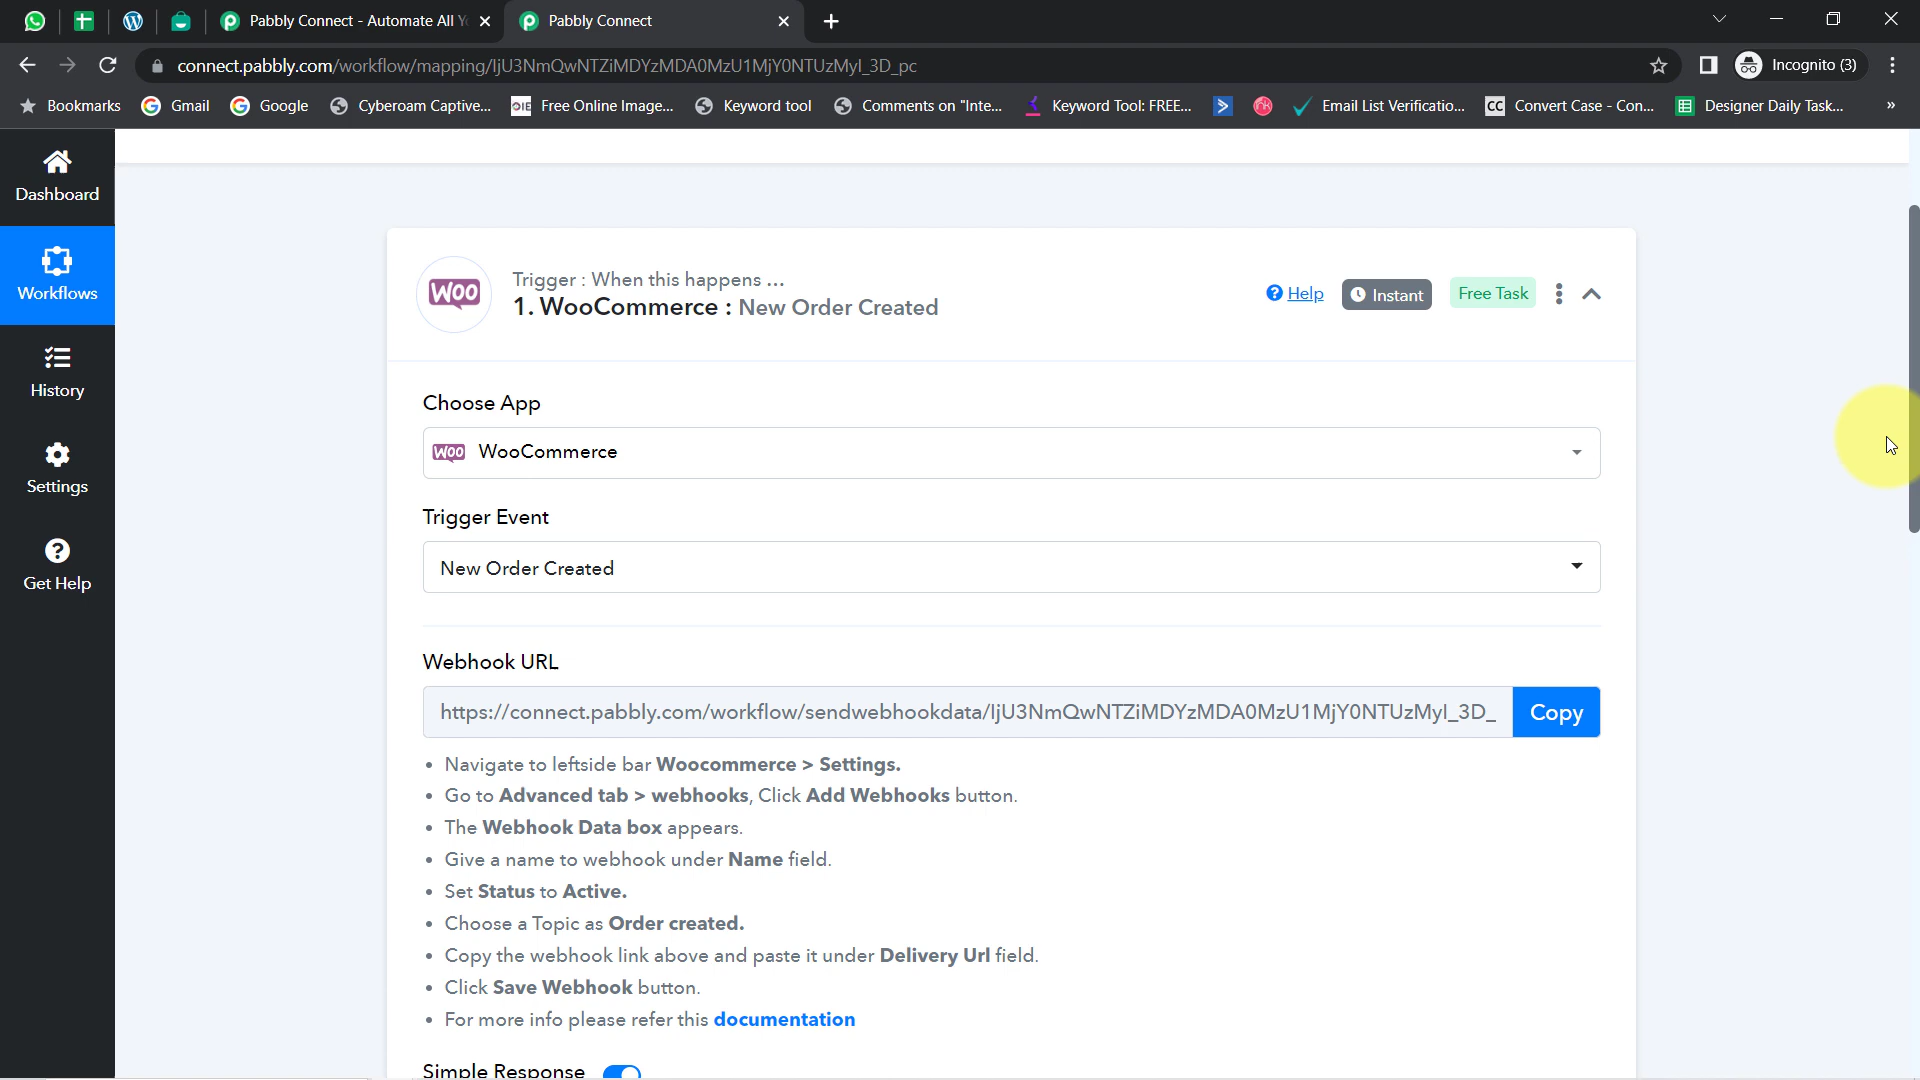 Pabbly Connect - Automate All Yo
Pabbly Connect
connect.pabbly.com/workflow/mapping/IjU3NmQwNTZiMDYzMDA0MzU1MjY0NTUzMyI_3D_pc
Incognito (3)
Bookmarks
Gmail
Google
Cyberoam Captive...
OIE
Free Online Image...
Keyword tool
Comments on "Inte...
Keyword Tool: FREE...
Email List Verificatio...
CC
Convert Case - Con...
Designer Daily Task...
»
Dashboard
Workflows
History
Settings
Get Help
WOO
Trigger : When this happens ...
1. WooCommerce : New Order Created
Help
Instant
Free Task
Choose App
WOO
WooCommerce
Trigger Event
New Order Created
Webhook URL
https://connect.pabbly.com/workflow/sendwebhookdata/IjU3NmQwNTZiMDYzMDA0MzU1MjY0NTUzMyI_3D_
Copy
• Navigate to leftside bar Woocommerce > Settings.
• Go to Advanced tab > webhooks, Click Add Webhooks button.
• The Webhook Data box appears.
• Give a name to webhook under Name field.
• Set Status to Active.
• Choose a Topic as Order created.
• Copy the webhook link above and paste it under Delivery Url field.
• Click Save Webhook button.
• For more info please refer this documentation
Simple Response